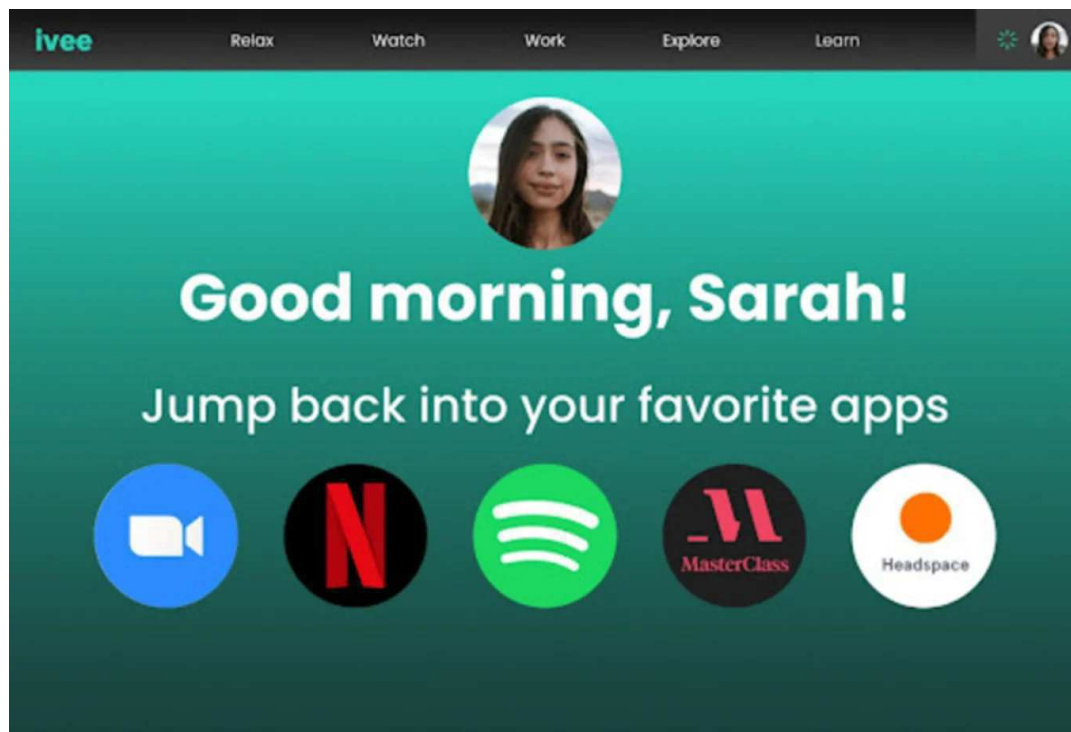 ivee
Relax
Watch
Work
Explore
Learn
Good morning, Sarah!
Jump back into your favorite apps
N
MasterClass
Headspace